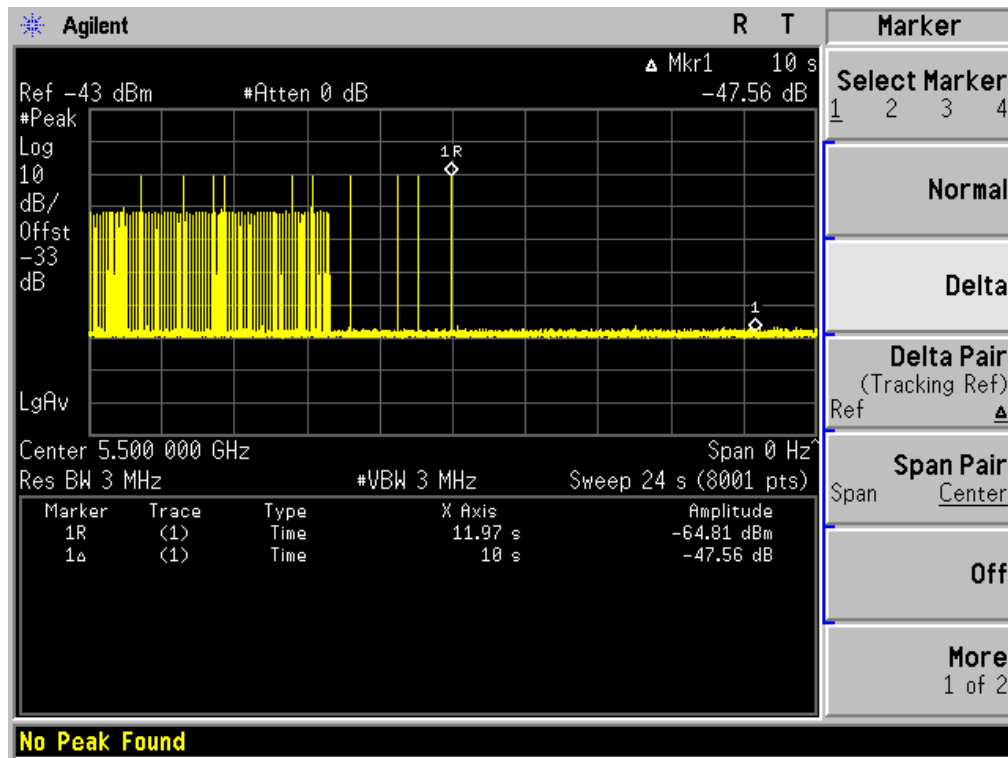 Agilent R T
Δ Mkr1 10 s
Ref -43 dBm #Atten 0 dB -47.56 dB
#Peak
Log
10
dB/
Offst
-33
dB
1R
1
LgAv
Center 5.500 000 GHz Span 0 Hz^
Res BW 3 MHz #VBW 3 MHz Sweep 24 s (8001 pts)
Marker Trace Type X Axis Amplitude
1R (1) Time 11.97 s -64.81 dBm
1Δ (1) Time 10 s -47.56 dB
No Peak Found
Marker
Select Marker
1 2 3 4
Normal
Delta
Delta Pair
(Tracking Ref)
Ref Δ
Span Pair
Span Center
Off
More
1 of 2